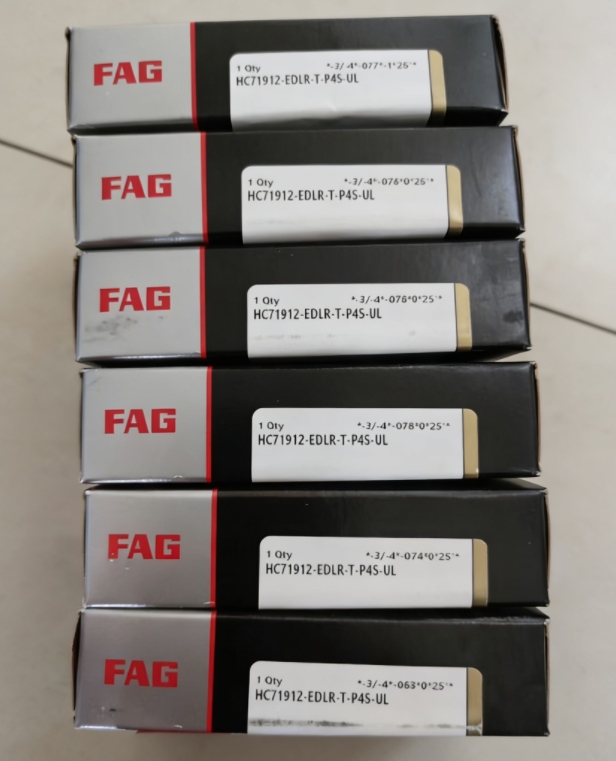 FAG
1 Qty *-3/-4*-077*-1*25**
HC71912-EDLR-T-P4S-UL
FAG
1 Qty *-3/-4*-076*0*25**
HC71912-EDLR-T-P4S-UL
FAG
1 Qty *-3/-4*-076*0*25**
HC71912-EDLR-T-P4S-UL
FAG
1 Qty *-3/-4*-078*0*25**
HC71912-EDLR-T-P4S-UL
FAG
1 Qty *-3/-4*-074*0*25**
HC71912-EDLR-T-P4S-UL
FAG
1 Qty *-3/-4*-063*0*25**
HC71912-EDLR-T-P4S-UL